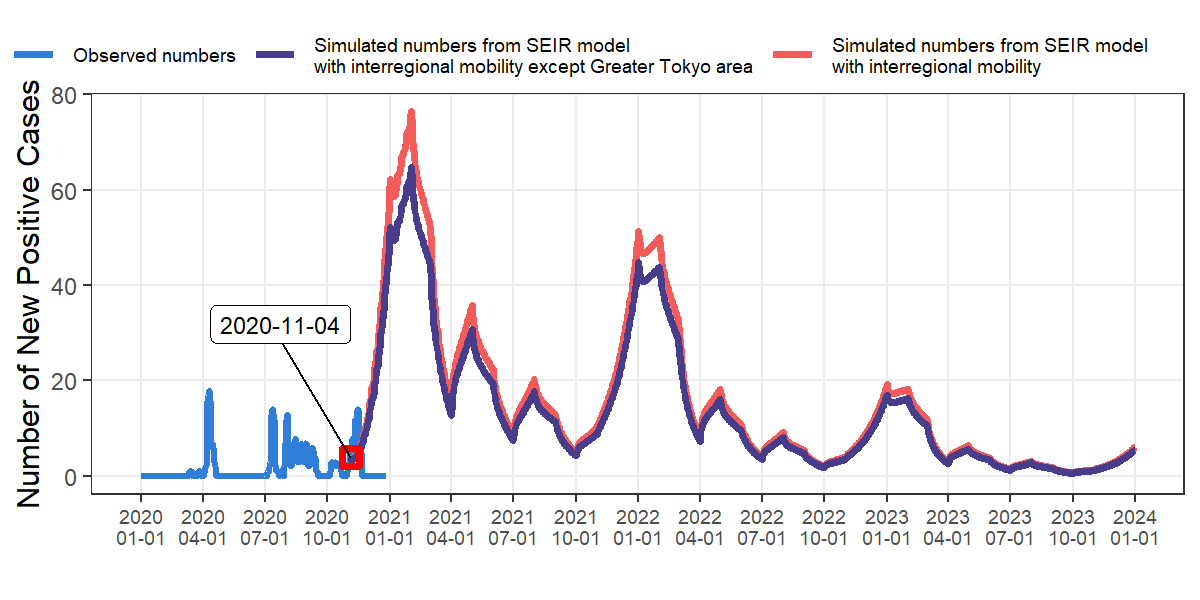 Observed numbers
Simulated numbers from SEIR model
with interregional mobility except Greater Tokyo area
Simulated numbers from SEIR model
with interregional mobility
Number of New Positive Cases
80
60
40
20
0
2020-11-04
2020 2020 2020 2020 2021 2021 2021 2021 2022 2022 2022 2022 2023 2023 2023 2023 2024
01-01 04-01 07-01 10-01 01-01 04-01 07-01 10-01 01-01 04-01 07-01 10-01 01-01 04-01 07-01 10-01 01-01